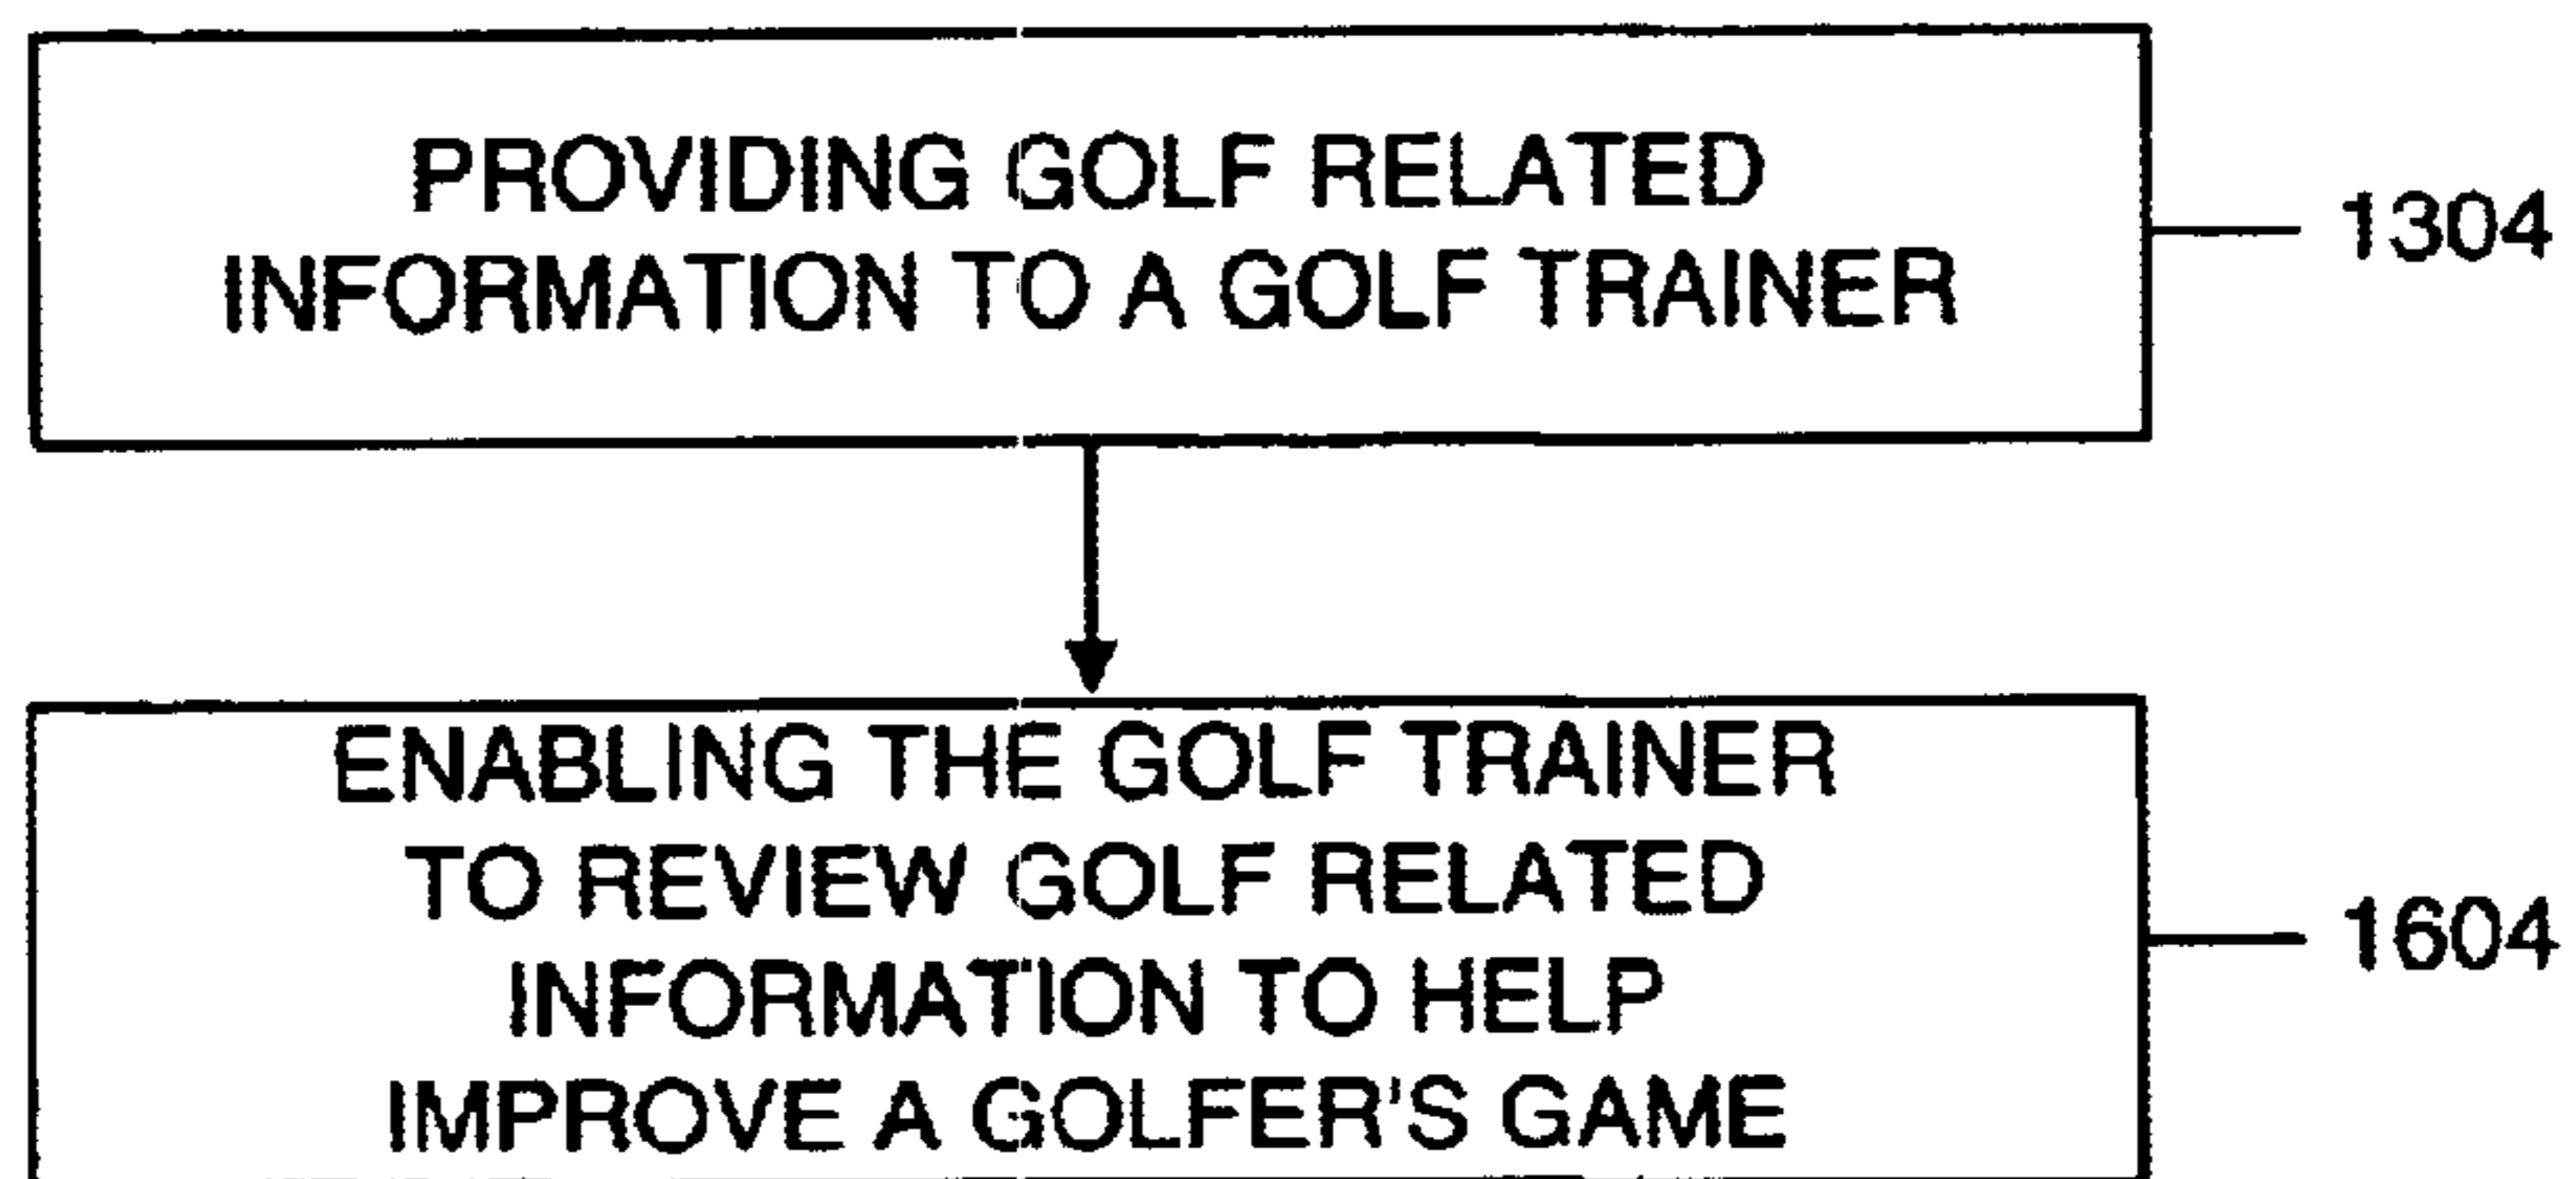 PROVIDING GOLF RELATED
INFORMATION TO A GOLF TRAINER
1304
ENABLING THE GOLF TRAINER
TO REVIEW GOLF RELATED
INFORMATION TO HELP
IMPROVE A GOLFER'S GAME
1604